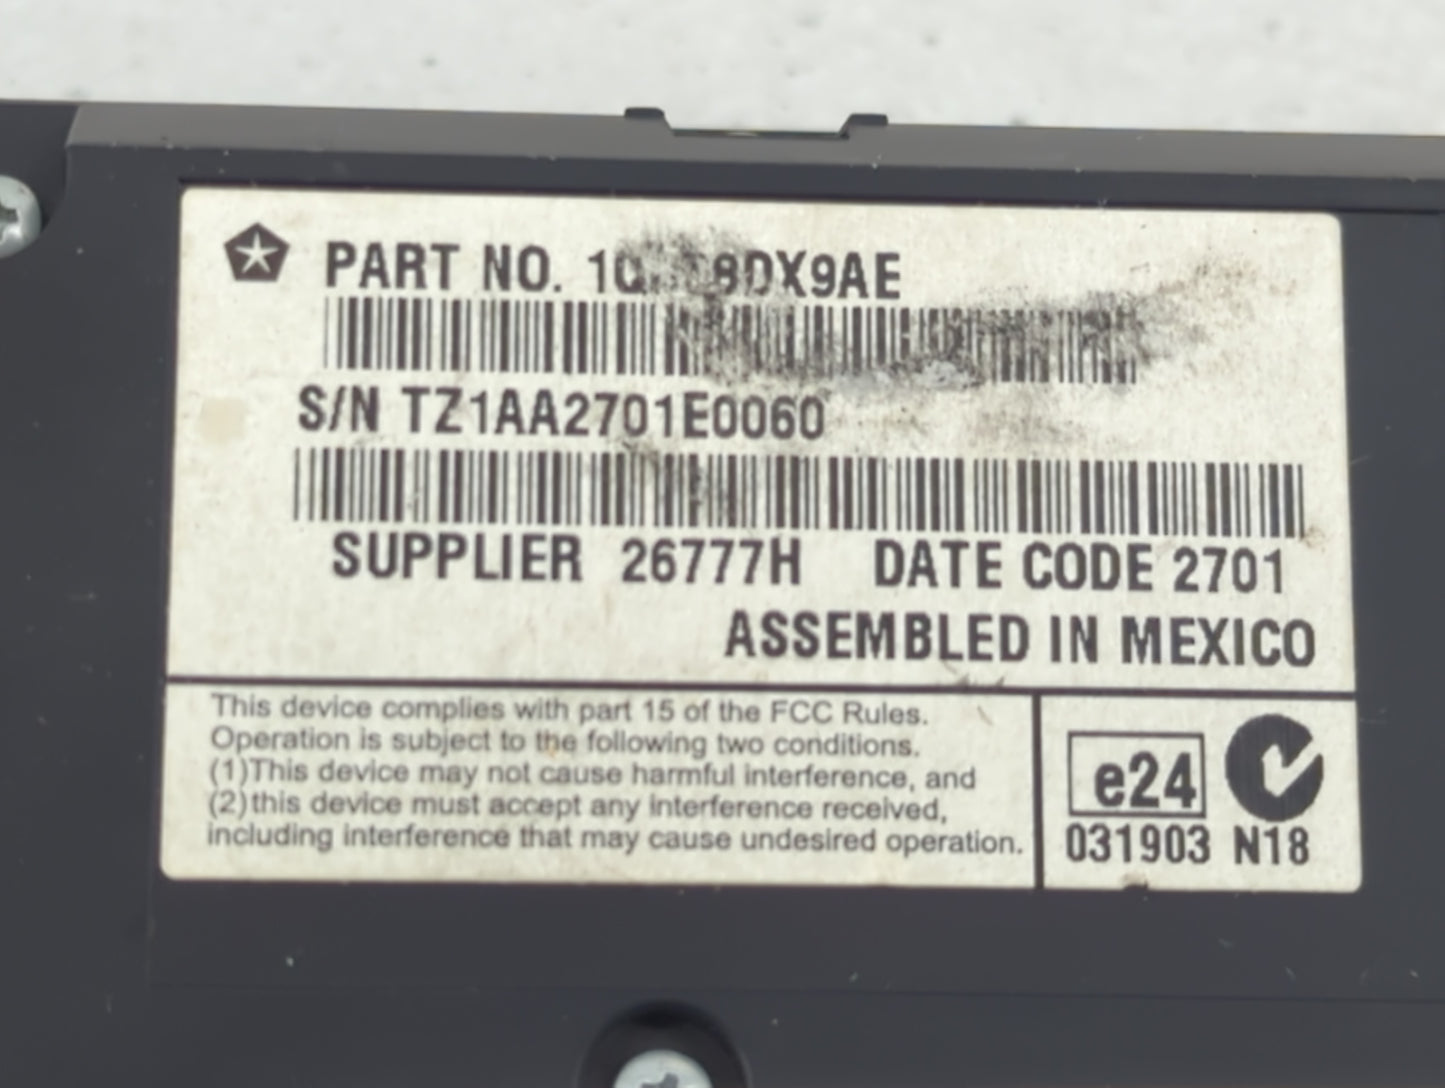 PART NO.
S/N TZ1AA2701E0060
SUPPLIER 26777H DATE CODE 2701
ASSEMBLED IN MEXICO
This device complies with part 15 of the FCC Rules.
Operation is subject to the following two conditions.
(1)This device may not cause harmful interference, and
(2)this device must accept any interference received,
including interference that may cause undesired operation.
e24
031903 N18